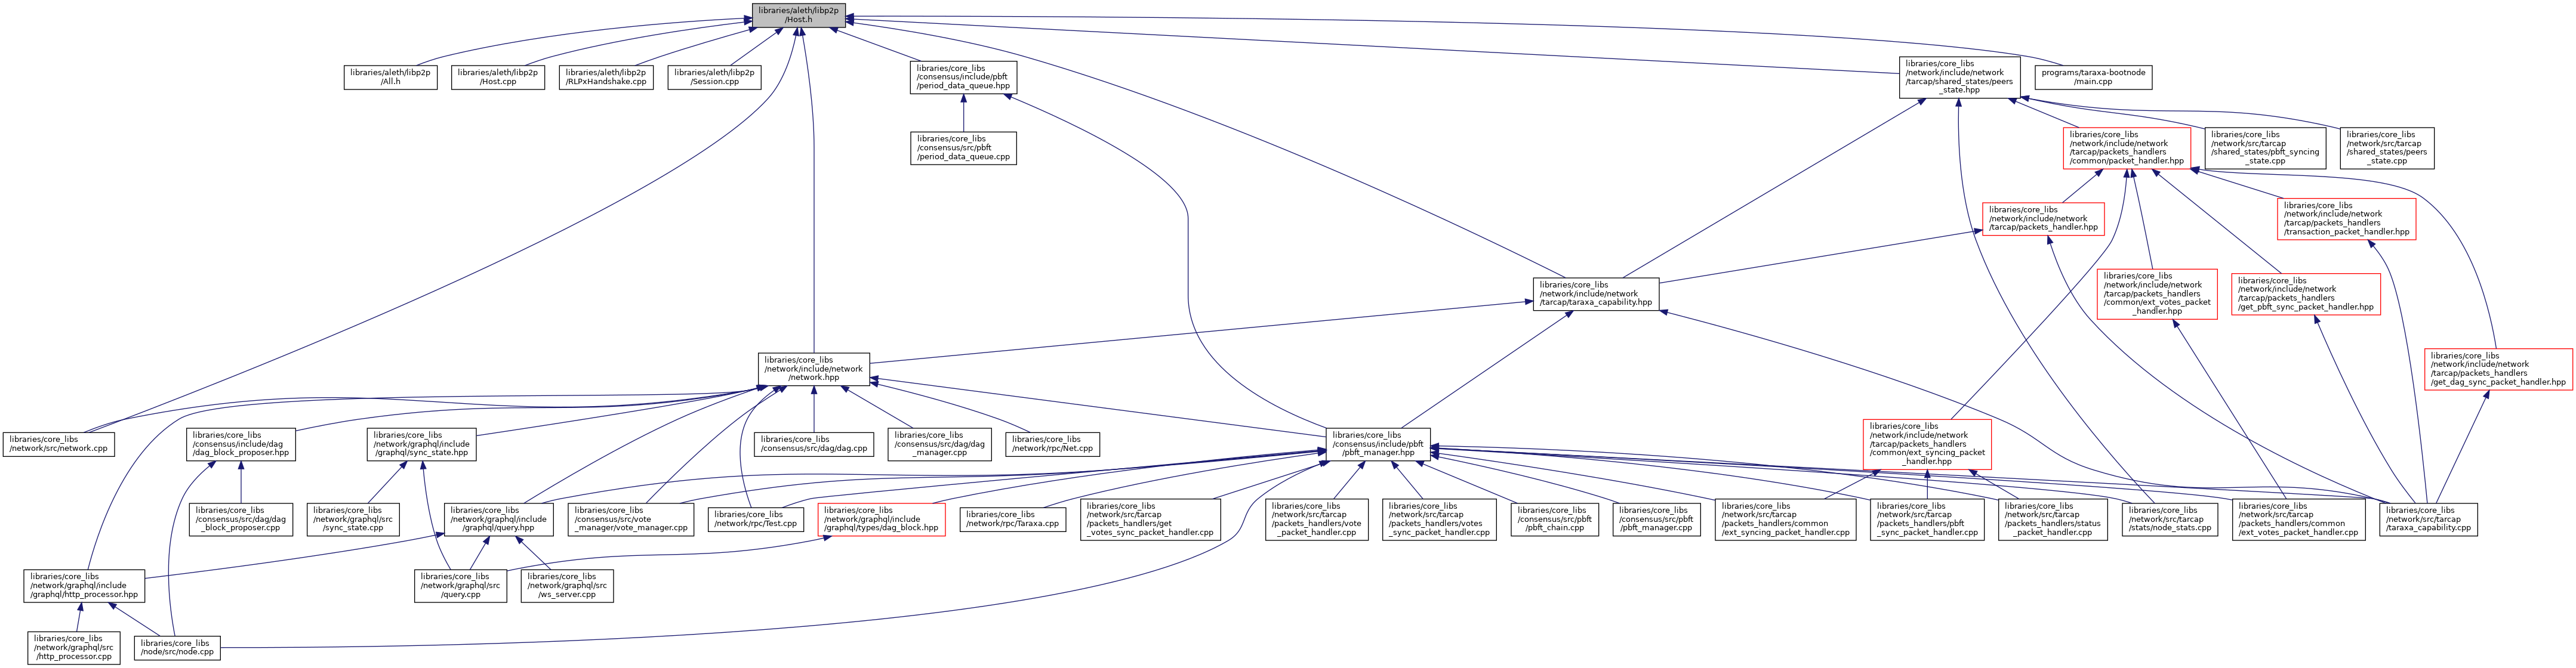 libraries/aleth/libp2p
/Host.h
libraries/aleth/libp2p
/All.h
libraries/aleth/libp2p
/Host.cpp
libraries/aleth/libp2p
/RLPxHandshake.cpp
libraries/aleth/libp2p
/Session.cpp
libraries/core_libs
/consensus/include/pbft
/period_data_queue.hpp
libraries/core_libs
/network/include/network
/tarcap/shared_states/peers
_state.hpp
programs/taraxa-bootnode
/main.cpp
libraries/core_libs
/consensus/src/pbft
/period_data_queue.cpp
libraries/core_libs
/network/include/network
/tarcap/packets_handlers
/common/packet_handler.hpp
libraries/core_libs
/network/src/tarcap
/shared_states/pbft_syncing
_state.cpp
libraries/core_libs
/network/src/tarcap
/shared_states/peers
_state.cpp
libraries/core_libs
/network/include/network
/tarcap/packets_handler.hpp
libraries/core_libs
/network/include/network
/tarcap/packets_handlers
/transaction_packet_handler.hpp
libraries/core_libs
/network/include/network
/tarcap/taraxa_capability.hpp
libraries/core_libs
/network/include/network
/tarcap/packets_handlers
/common/ext_votes_packet
_handler.hpp
libraries/core_libs
/network/include/network
/tarcap/packets_handlers
/get_pbft_sync_packet_handler.hpp
libraries/core_libs
/network/include/network
/network.hpp
libraries/core_libs
/network/include/network
/tarcap/packets_handlers
/get_dag_sync_packet_handler.hpp
libraries/core_libs
/network/src/network.cpp
libraries/core_libs
/consensus/include/dag
/dag_block_proposer.hpp
libraries/core_libs
/network/graphql/include
/graphql/sync_state.hpp
libraries/core_libs
/consensus/src/dag/dag.cpp
libraries/core_libs
/consensus/src/dag/dag
_manager.cpp
libraries/core_libs
/network/rpc/Net.cpp
libraries/core_libs
/consensus/include/pbft
/pbft_manager.hpp
libraries/core_libs
/network/include/network
/tarcap/packets_handlers
/common/ext_syncing_packet
_handler.hpp
libraries/core_libs
/consensus/src/dag/dag
_block_proposer.cpp
libraries/core_libs
/network/graphql/src
/sync_state.cpp
libraries/core_libs
/network/graphql/include
/graphql/query.hpp
libraries/core_libs
/consensus/src/vote
_manager/vote_manager.cpp
libraries/core_libs
/network/rpc/Test.cpp
libraries/core_libs
/network/graphql/include
/graphql/types/dag_block.hpp
libraries/core_libs
/network/rpc/Taraxa.cpp
libraries/core_libs
/network/src/tarcap
/packets_handlers/get
_votes_sync_packet_handler.cpp
libraries/core_libs
/network/src/tarcap
/packets_handlers/vote
_packet_handler.cpp
libraries/core_libs
/network/src/tarcap
/packets_handlers/votes
_sync_packet_handler.cpp
libraries/core_libs
/consensus/src/pbft
/pbft_chain.cpp
libraries/core_libs
/consensus/src/pbft
/pbft_manager.cpp
libraries/core_libs
/network/src/tarcap
/packets_handlers/common
/ext_syncing_packet_handler.cpp
libraries/core_libs
/network/src/tarcap
/packets_handlers/pbft
_sync_packet_handler.cpp
libraries/core_libs
/network/src/tarcap
/packets_handlers/status
_packet_handler.cpp
libraries/core_libs
/network/src/tarcap
/stats/node_stats.cpp
libraries/core_libs
/network/src/tarcap
/packets_handlers/common
/ext_votes_packet_handler.cpp
libraries/core_libs
/network/src/tarcap
/taraxa_capability.cpp
libraries/core_libs
/network/graphql/include
/graphql/http_processor.hpp
libraries/core_libs
/network/graphql/src
/query.cpp
libraries/core_libs
/network/graphql/src
/ws_server.cpp
libraries/core_libs
/network/graphql/src
/http_processor.cpp
libraries/core_libs
/node/src/node.cpp